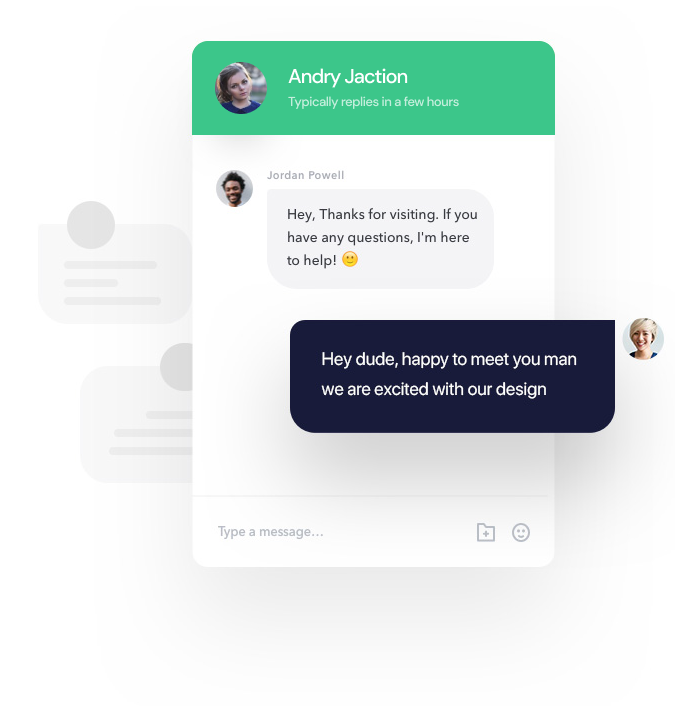 Andry Jaction
Typically replies in a few hours
Jordan Powell
Hey, Thanks for visiting. If you
have any questions, I'm here
to help! 🙂
Hey dude, happy to meet you man
we are excited with our design
Type a message...